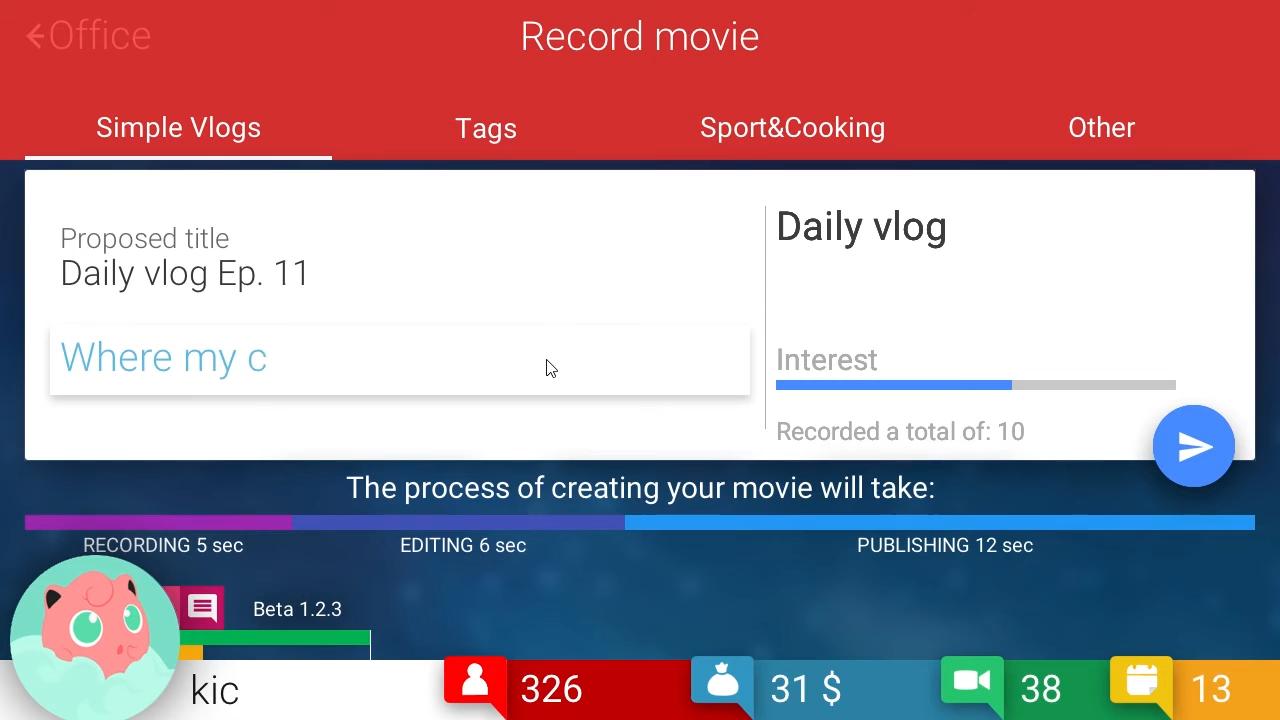 Office
Record movie
Simple Vlogs
Tags
Sport&Cooking
Other
Proposed title
Daily vlog Ep. 11
Where my c
Daily vlog
Interest
Recorded a total of: 10
The process of creating your movie will take:
RECORDING 5 sec
EDITING 6 sec
PUBLISHING 12 sec
Beta 1.2.3
kic
326
31 $
38
13